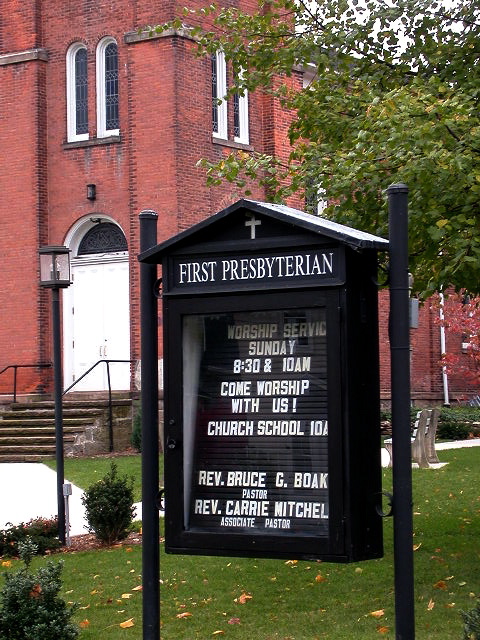 FIRST PRESBYTERIAN
WORSHIP SERVIC
SUNDAY
8:30 & 10AM
COME WORSHIP
WITH US!
CHURCH SCHOOL 10A
REV. BRUCE G. BOAK
PASTOR
REV. CARRIE MITCHEL
ASSOCIATE PASTOR